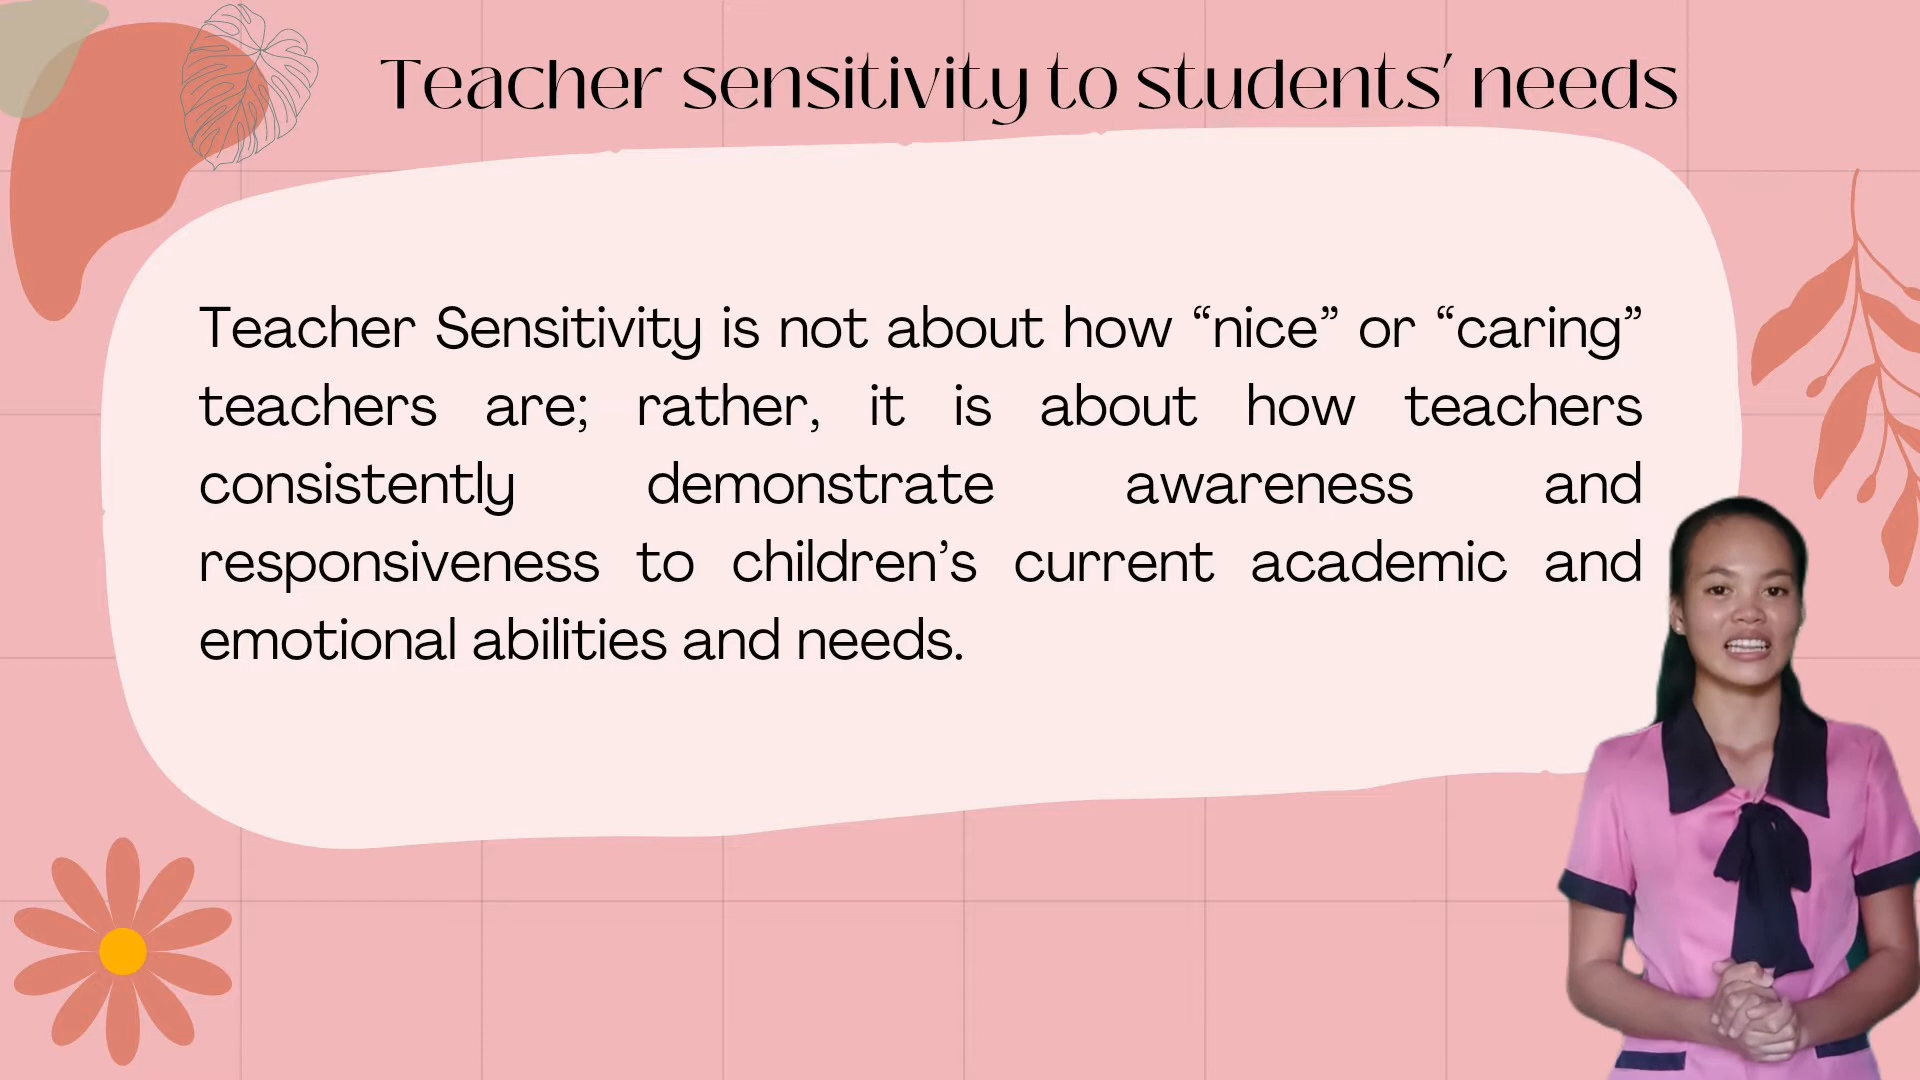 Teacher sensitivity to students' needs
Teacher Sensitivity is not about how “nice” or “caring”
teachers are; rather, it is about how teachers
consistently demonstrate awareness and
responsiveness to children’s current academic and
emotional abilities and needs.